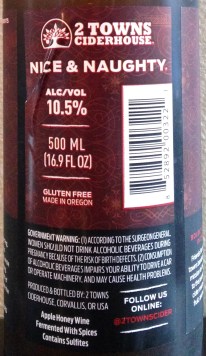 2 TOWNS
CIDERHOUSE.
NICE & NAUGHTY.
ALC/VOL
10.5%
500 ML
(16.9 FL OZ)
GLUTEN FREE
MADE IN OREGON
GOVERNMENT WARNING: (1) ACCORDING TO THE SURGEON GENERAL,
WOMEN SHOULD NOT DRINK ALCOHOLIC BEVERAGES DURING
PREGNANCY BECAUSE OF THE RISK OF BIRTH DEFECTS. (2) CONSUMPTION
OF ALCOHOLIC BEVERAGES IMPAIRS YOUR ABILITY TO DRIVE A CAR
OR OPERATE MACHINERY, AND MAY CAUSE HEALTH PROBLEMS.
PRODUCED & BOTTLED BY: 2 TOWNS
CIDERHOUSE, CORVALLIS, OR USA
Apple Honey Wine
Fermented With Spices
Contains Sulfites
FOLLOW US
ONLINE:
@2TOWNSCIDER